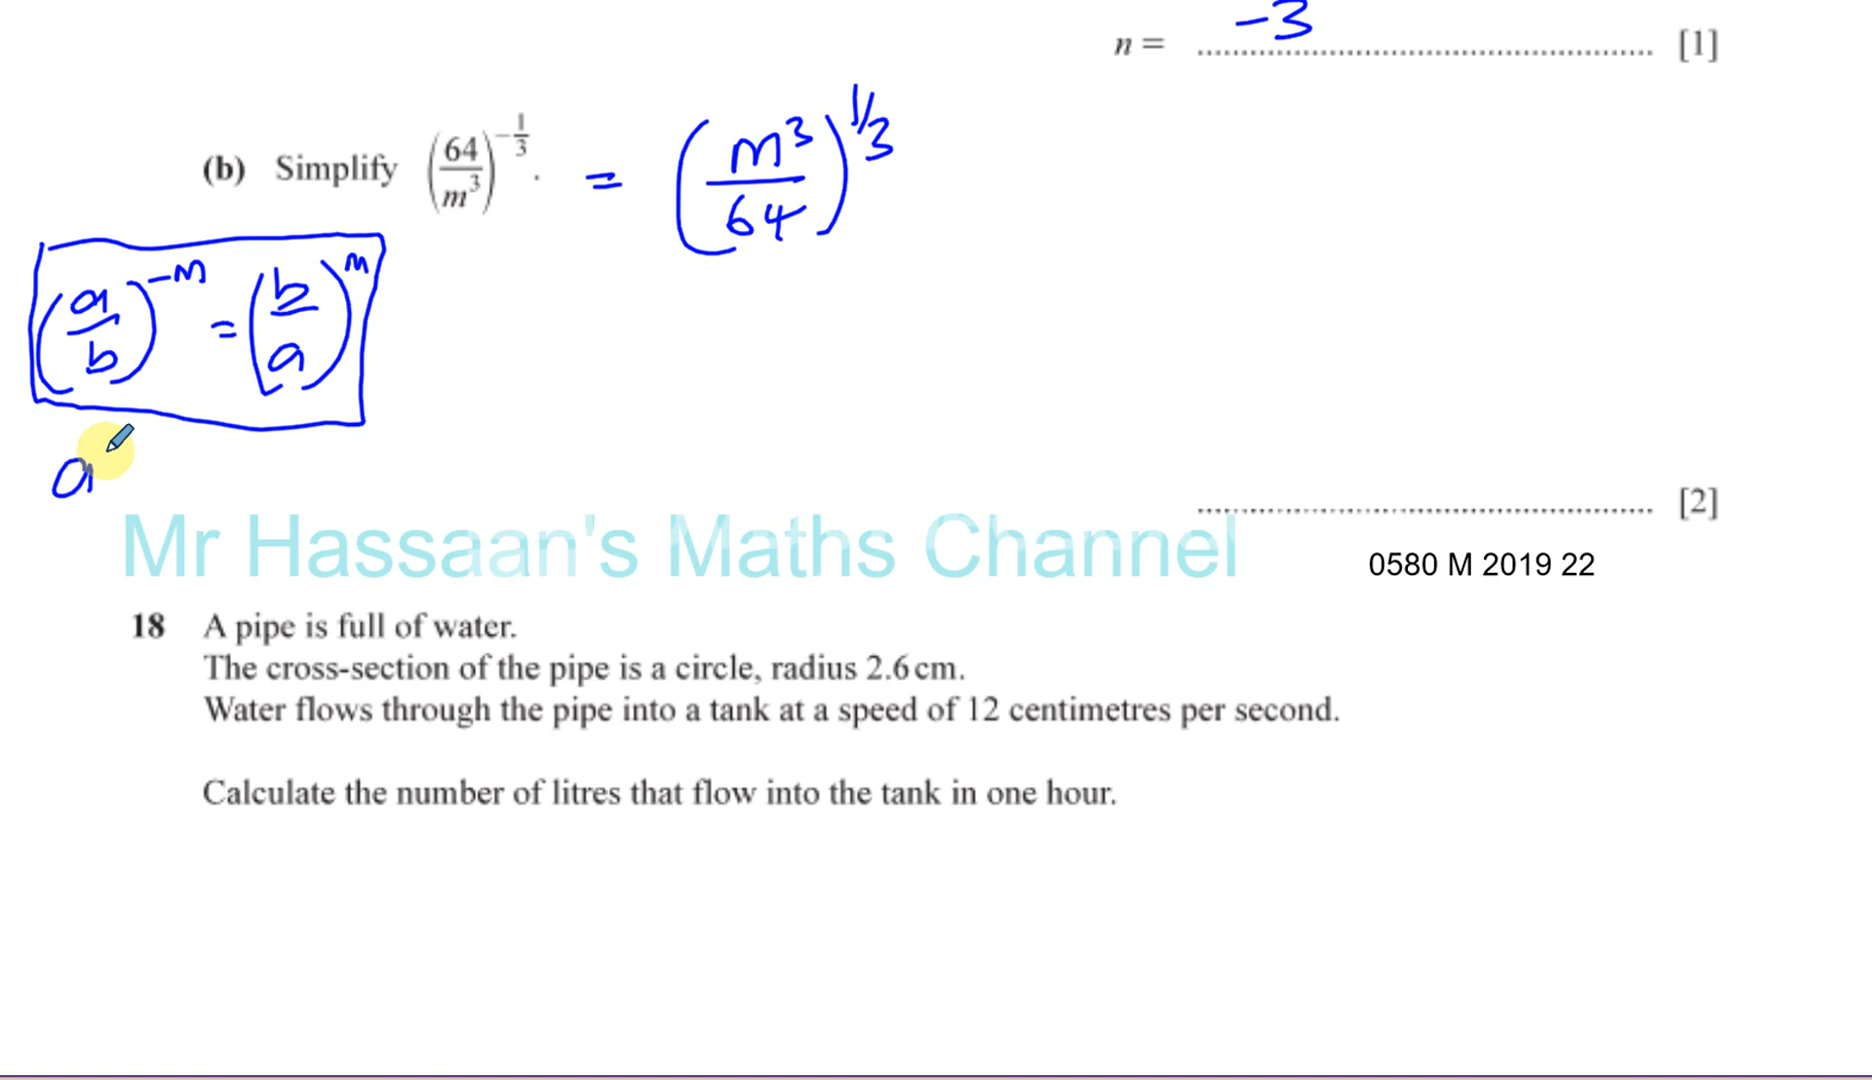 n = -3 [1]
(b) Simplify (64/m³)^(-1/3). = (m³/64)^(1/3)
(a/b)^(-m) = (b/a)^m
a
[2]
Mr Hassaan's Maths Channel
0580 M 2019 22
18 A pipe is full of water.
The cross-section of the pipe is a circle, radius 2.6 cm.
Water flows through the pipe into a tank at a speed of 12 centimetres per second.
Calculate the number of litres that flow into the tank in one hour.